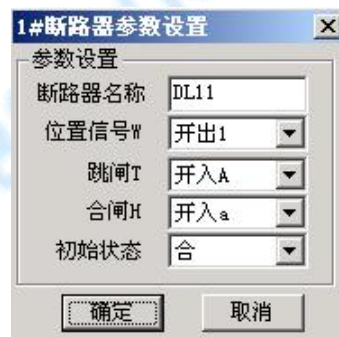 1#断路器参数设置
参数设置
断路器名称 DL11
位置信号W 开出1
跳闸T 开入A
合闸H 开入a
初始状态 合
确定 取消